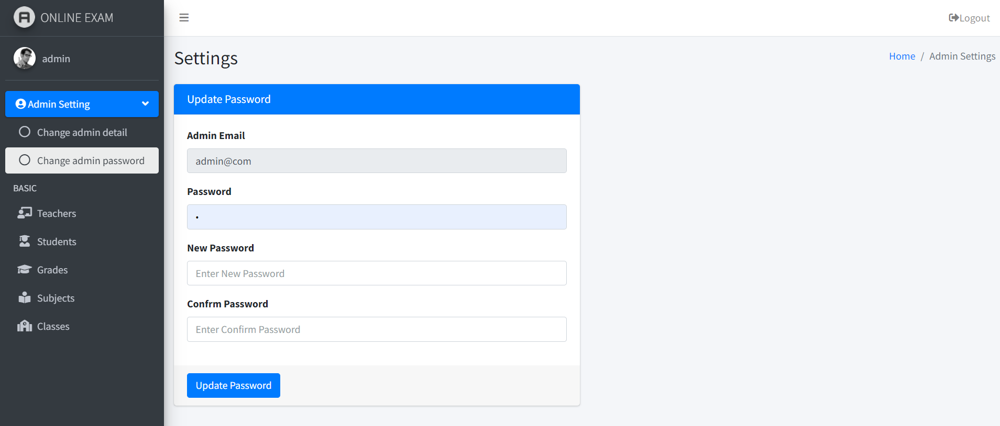 ONLINE EXAM
Logout
admin
Settings
Home / Admin Settings
Admin Setting
Change admin detail
Change admin password
BASIC
Teachers
Students
Grades
Subjects
Classes
Update Password
Admin Email
admin@com
Password
•
New Password
Enter New Password
Confrm Password
Enter Confirm Password
Update Password